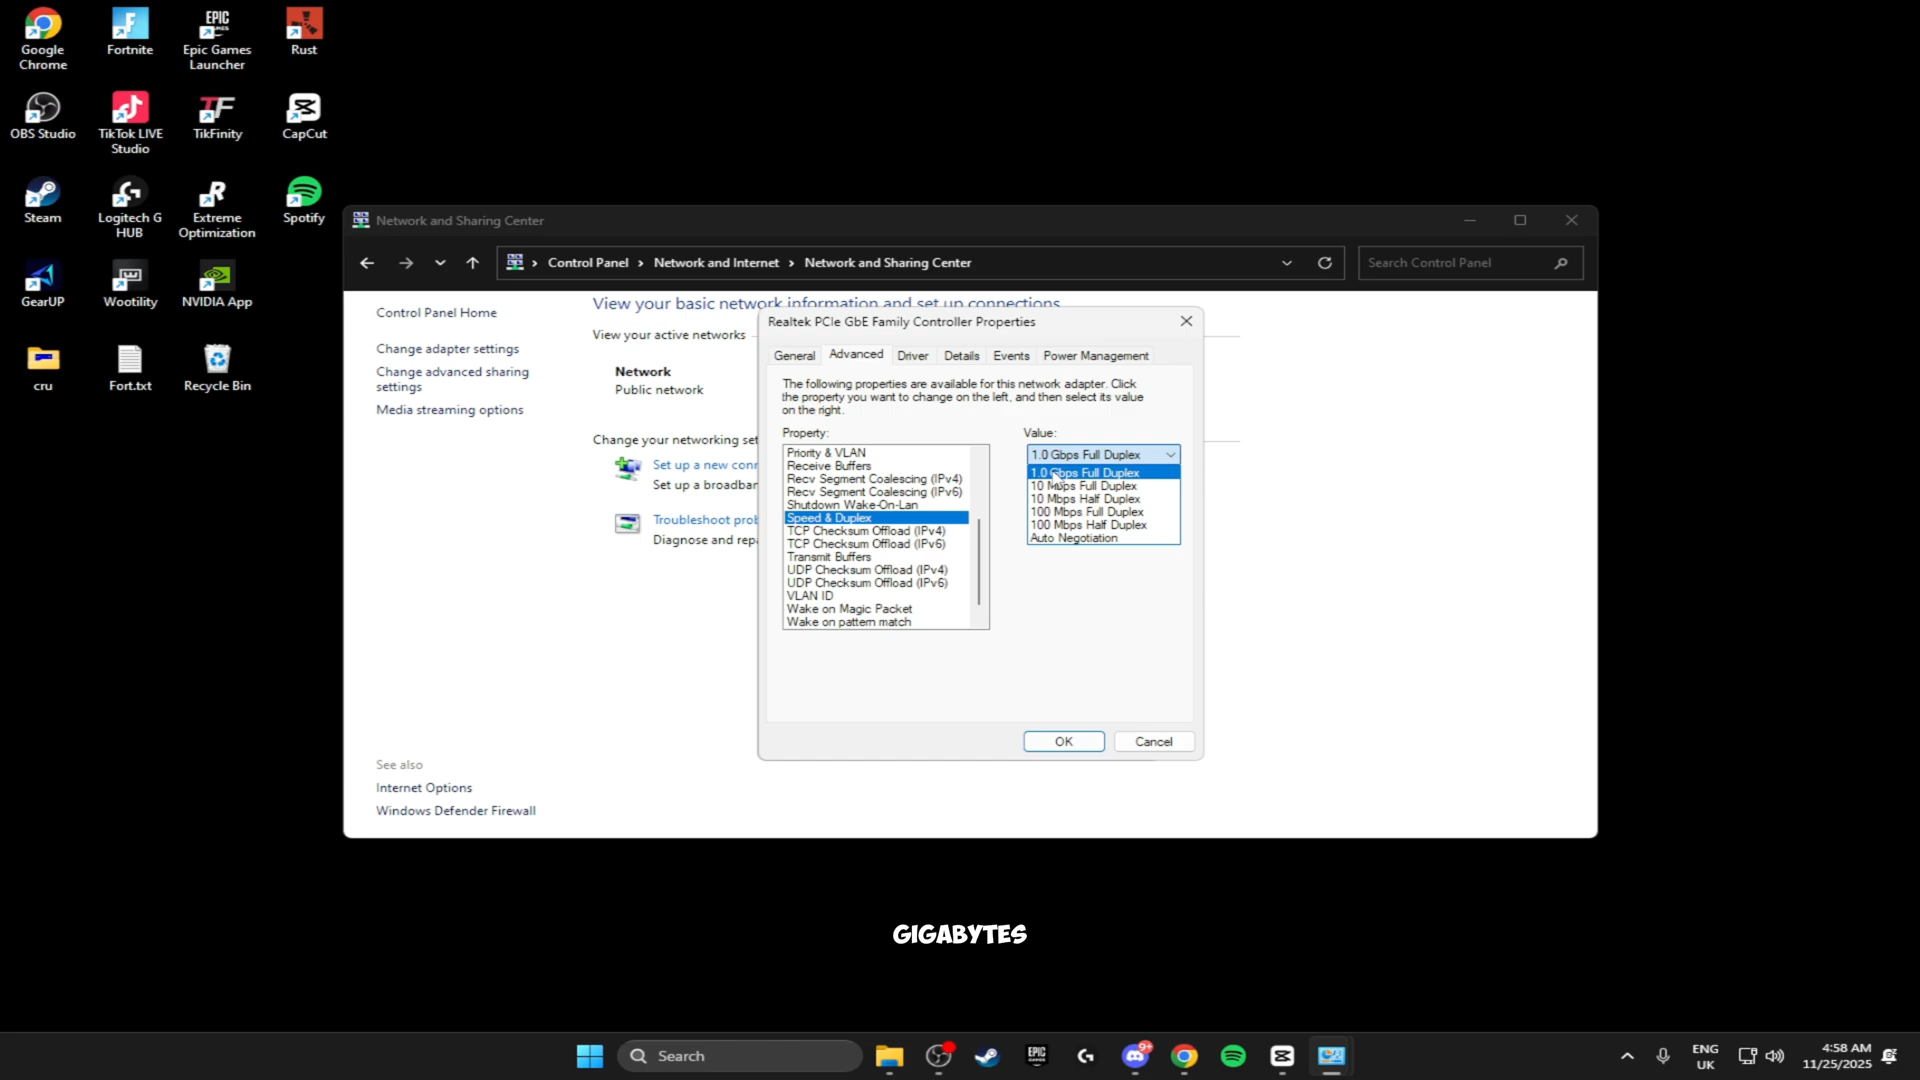 Google
Chrome
Fortnite
Epic Games
Launcher
Rust
OBS Studio
TikTok LIVE
Studio
TikFinity
CapCut
Steam
Logitech G
HUB
Extreme
Optimization
Spotify
GearUP
Wootility
NVIDIA App
cru
Fort.txt
Recycle Bin
Network and Sharing Center
Control Panel › Network and Internet › Network and Sharing Center
Search Control Panel
Control Panel Home
Change adapter settings
Change advanced sharing
settings
Media streaming options
See also
Internet Options
Windows Defender Firewall
View your basic network information and set up connections
View your active networks
Network
Public network
Change your networking set
Set up a new conn
Set up a broadban
Troubleshoot prob
Diagnose and repa
Realtek PCIe GbE Family Controller Properties
General
Advanced
Driver
Details
Events
Power Management
The following properties are available for this network adapter. Click
the property you want to change on the left, and then select its value
on the right.
Property:
Priority & VLAN
Receive Buffers
Recv Segment Coalescing (IPv4)
Recv Segment Coalescing (IPv6)
Shutdown Wake-On-Lan
Speed & Duplex
TCP Checksum Offload (IPv4)
TCP Checksum Offload (IPv6)
Transmit Buffers
UDP Checksum Offload (IPv4)
UDP Checksum Offload (IPv6)
VLAN ID
Wake on Magic Packet
Wake on pattern match
Value:
1.0 Gbps Full Duplex
1.0 Gbps Full Duplex
10 Mbps Full Duplex
10 Mbps Half Duplex
100 Mbps Full Duplex
100 Mbps Half Duplex
Auto Negotiation
OK
Cancel
GIGABYTES
Search
EPIC
9+
ENG
UK
4:58 AM
11/25/2025